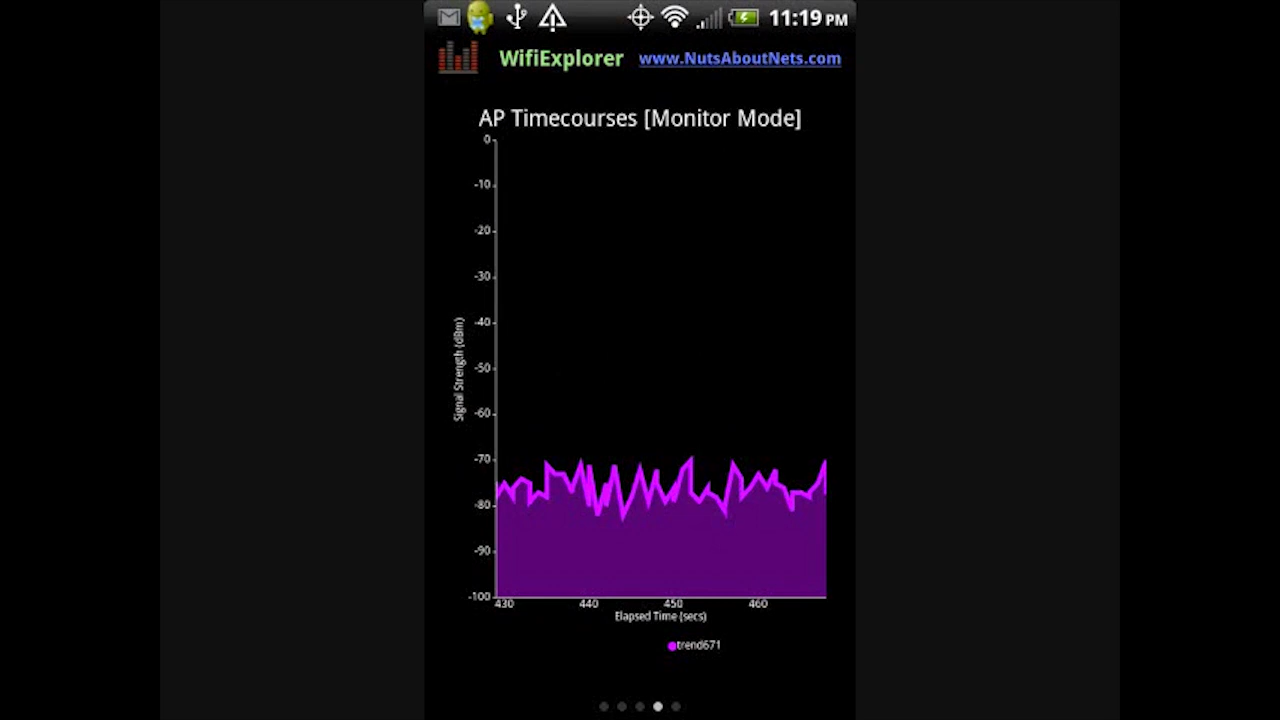 11:19 PM
WifiExplorer www.NutsAboutNets.com
AP Timecourses [Monitor Mode]
0
-10
-20
-30
-40
-50
-60
-70
-80
-90
-100
Signal Strength (dBm)
430 440 450 460
Elapsed Time (secs)
trend671